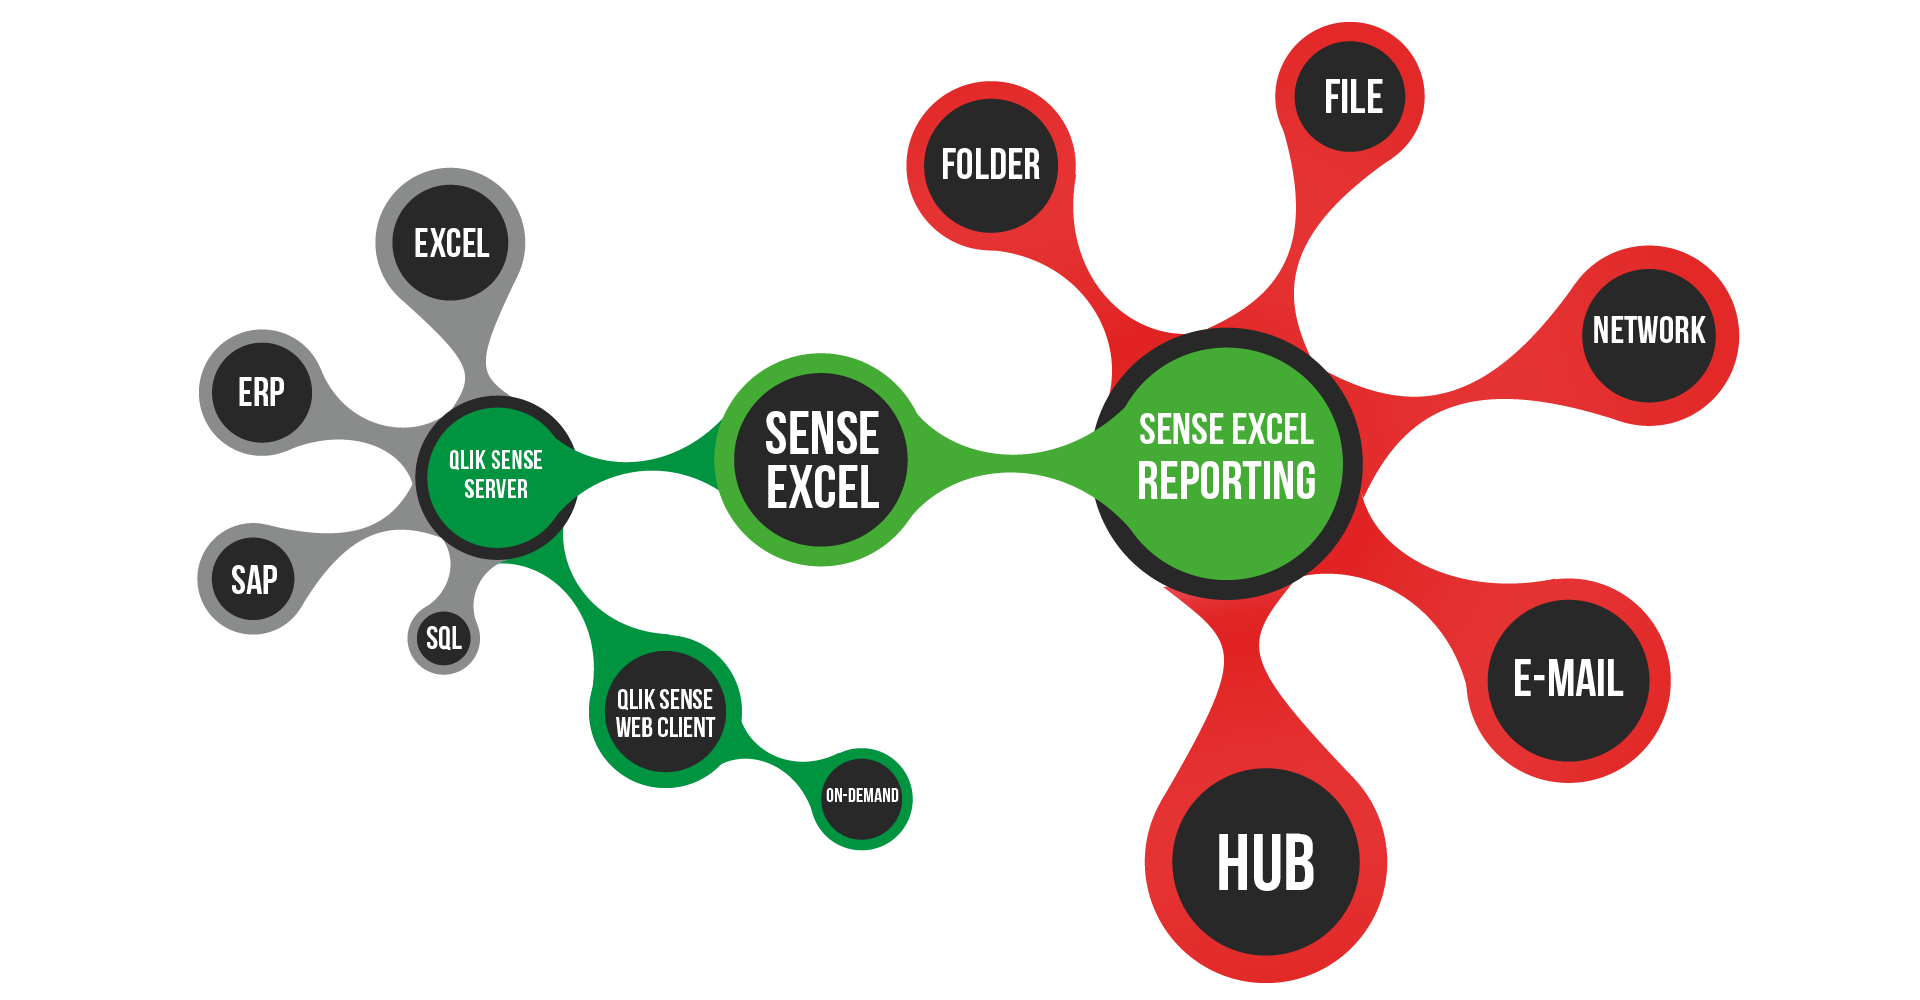 FILE
FOLDER
EXCEL
NETWORK
ERP
SENSE
EXCEL
SENSE EXCEL
REPORTING
QLIK SENSE
SERVER
SAP
SQL
E-MAIL
QLIK SENSE
WEB CLIENT
ON-DEMAND
HUB